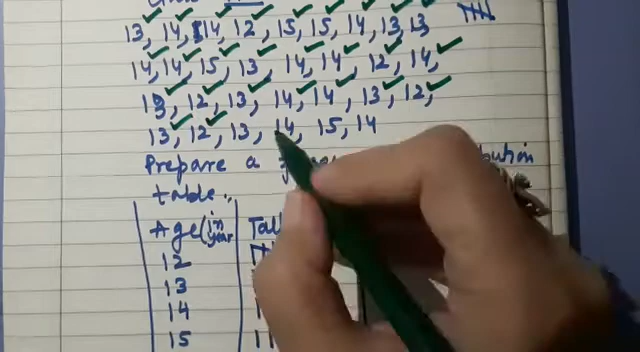 13, 14, 14, 12, 15, 15, 14, 13, 13,
14, 14, 15, 13, 14, 14, 12, 14,
13, 12, 13, 14, 14, 13, 12,
13, 12, 13, 14, 15, 14
Prepare a
table.
Age (in year Tal
12
13
14
15